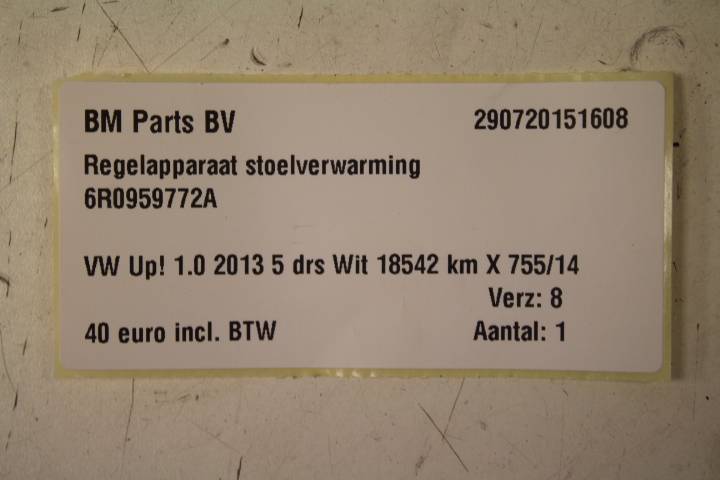 BM Parts BV 290720151608
Regelapparaat stoelverwarming
6R0959772A
VW Up! 1.0 2013 5 drs Wit 18542 km X 755/14
Verz: 8
40 euro incl. BTW Aantal: 1